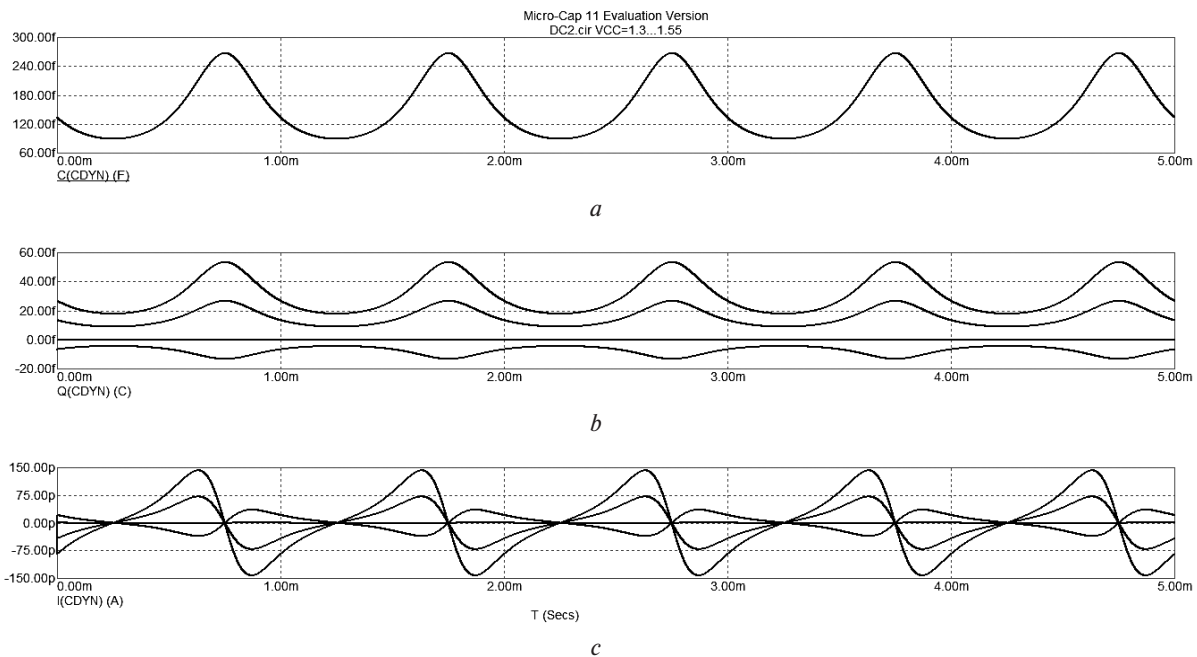 Micro-Cap 11 Evaluation Version
DC2.cir VCC=1.3...1.55
300.00f
240.00f
180.00f
120.00f
60.00f
0.00m 1.00m 2.00m 3.00m 4.00m 5.00m
C(CDYN) (F)
a
60.00f
40.00f
20.00f
0.00f
-20.00f
0.00m 1.00m 2.00m 3.00m 4.00m 5.00m
Q(CDYN) (C)
b
150.00p
75.00p
0.00p
-75.00p
-150.00p
0.00m 1.00m 2.00m 3.00m 4.00m 5.00m
I(CDYN) (A)
T (Secs)
c